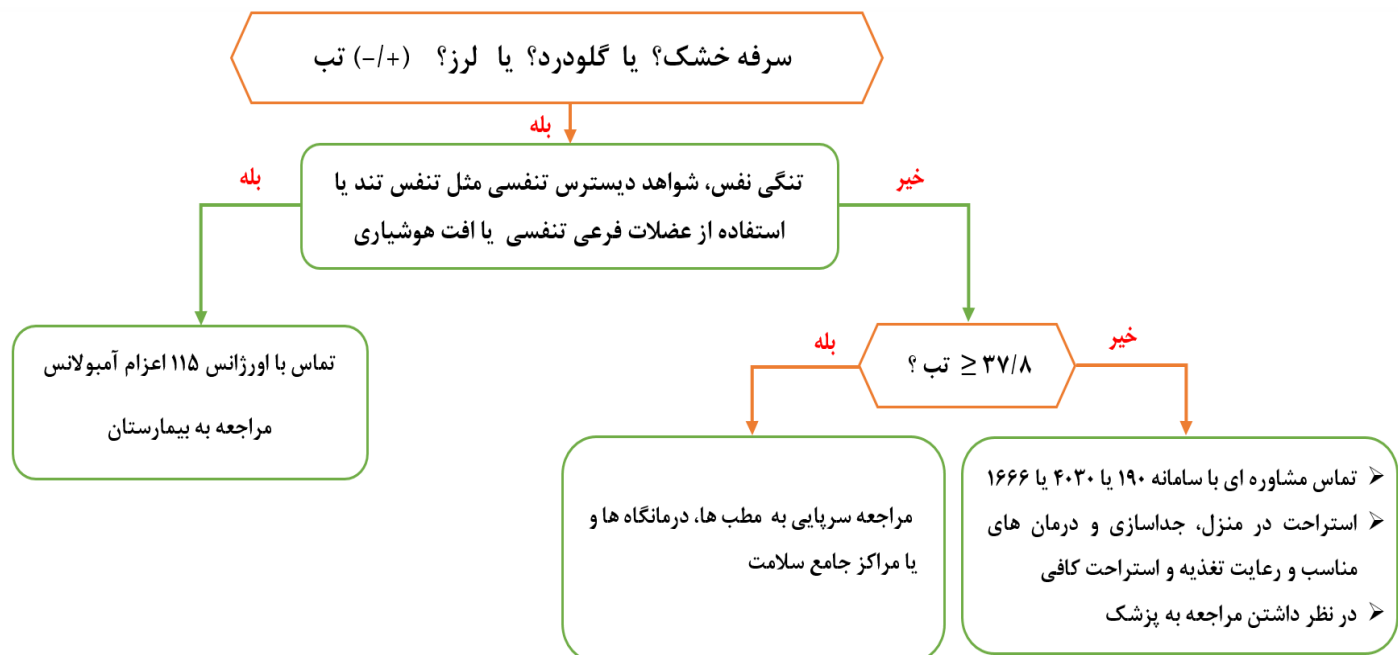 سرفه خشک؟ یا گلودرد؟ یا لرز؟ (+/-) تب
بله
تنگی نفس، شواهد دیسترس تنفسی مثل تنفس تند یا
استفاده از عضلات فرعی تنفسی یا افت هوشیاری
خیر
بله
تماس با اورژانس ۱۱۵ اعزام آمبولانس
مراجعه به بیمارستان
۳۷/۸ ≤ تب ؟
خیر
بله
تماس مشاوره ای با سامانه ۱۹۰ یا ۴۰۳۰ یا ۱۶۶۶
استراحت در منزل، جداسازی و درمان های
مناسب و رعایت تغذیه و استراحت کافی
در نظر داشتن مراجعه به پزشک
مراجعه سرپایی به مطب ها، درمانگاه ها و
یا مراکز جامع سلامت